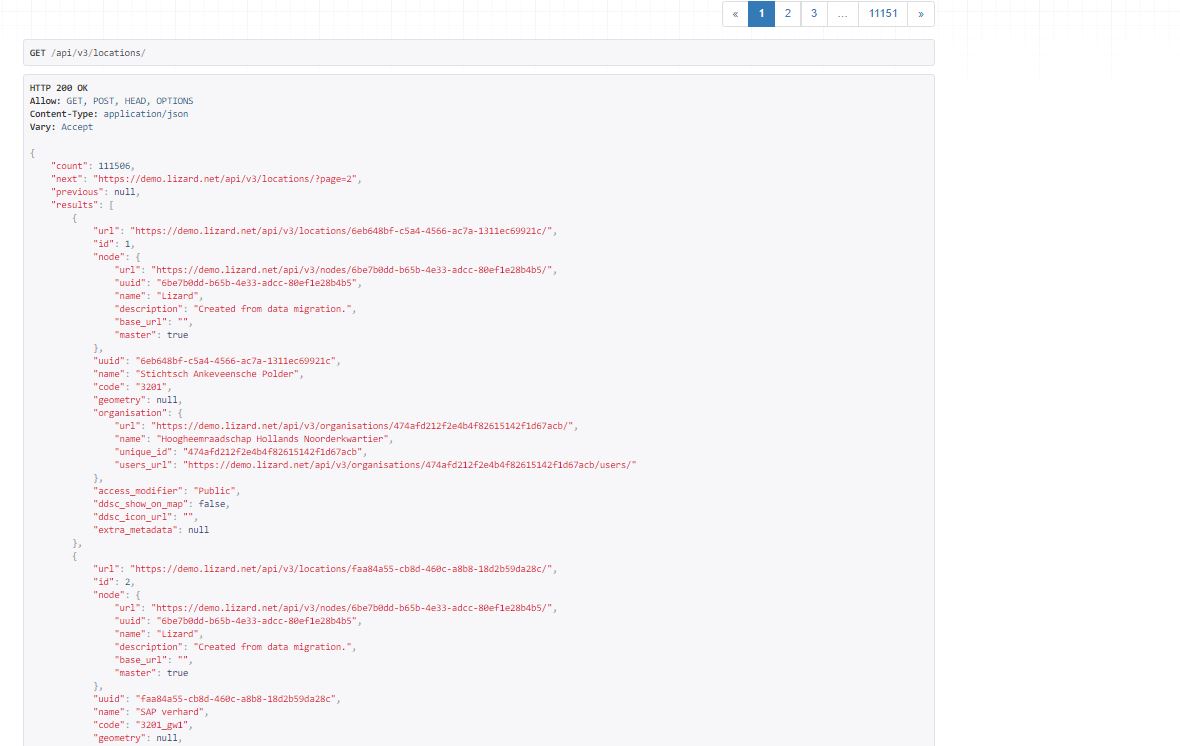 « 1 2 3 … 11151 »
GET /api/v3/locations/
HTTP 200 OK
Allow: GET, POST, HEAD, OPTIONS
Content-Type: application/json
Vary: Accept
{
"count": 111506,
"next": "https://demo.lizard.net/api/v3/locations/?page=2",
"previous": null,
"results": [
{
"url": "https://demo.lizard.net/api/v3/locations/6eb648bf-c5a4-4566-ac7a-1311ec69921c/",
"id": 1,
"node": {
"url": "https://demo.lizard.net/api/v3/nodes/6be7b0dd-b65b-4e33-adcc-80ef1e28b4b5/",
"uuid": "6be7b0dd-b65b-4e33-adcc-80ef1e28b4b5",
"name": "Lizard",
"description": "Created from data migration.",
"base_url": "",
"master": true
},
"uuid": "6eb648bf-c5a4-4566-ac7a-1311ec69921c",
"name": "Stichtsch Ankeveensche Polder",
"code": "3201",
"geometry": null,
"organisation": {
"url": "https://demo.lizard.net/api/v3/organisations/474afd212f2e4b4f82615142f1d67acb/",
"name": "Hoogheemraadschap Hollands Noorderkwartier",
"unique_id": "474afd212f2e4b4f82615142f1d67acb",
"users_url": "https://demo.lizard.net/api/v3/organisations/474afd212f2e4b4f82615142f1d67acb/users/"
},
"access_modifier": "Public",
"ddsc_show_on_map": false,
"ddsc_icon_url": "",
"extra_metadata": null
},
{
"url": "https://demo.lizard.net/api/v3/locations/faa84a55-cb8d-460c-a8b8-18d2b59da28c/",
"id": 2,
"node": {
"url": "https://demo.lizard.net/api/v3/nodes/6be7b0dd-b65b-4e33-adcc-80ef1e28b4b5/",
"uuid": "6be7b0dd-b65b-4e33-adcc-80ef1e28b4b5",
"name": "Lizard",
"description": "Created from data migration.",
"base_url": "",
"master": true
},
"uuid": "faa84a55-cb8d-460c-a8b8-18d2b59da28c",
"name": "SAP verhard",
"code": "3201_gw1",
"geometry": null,